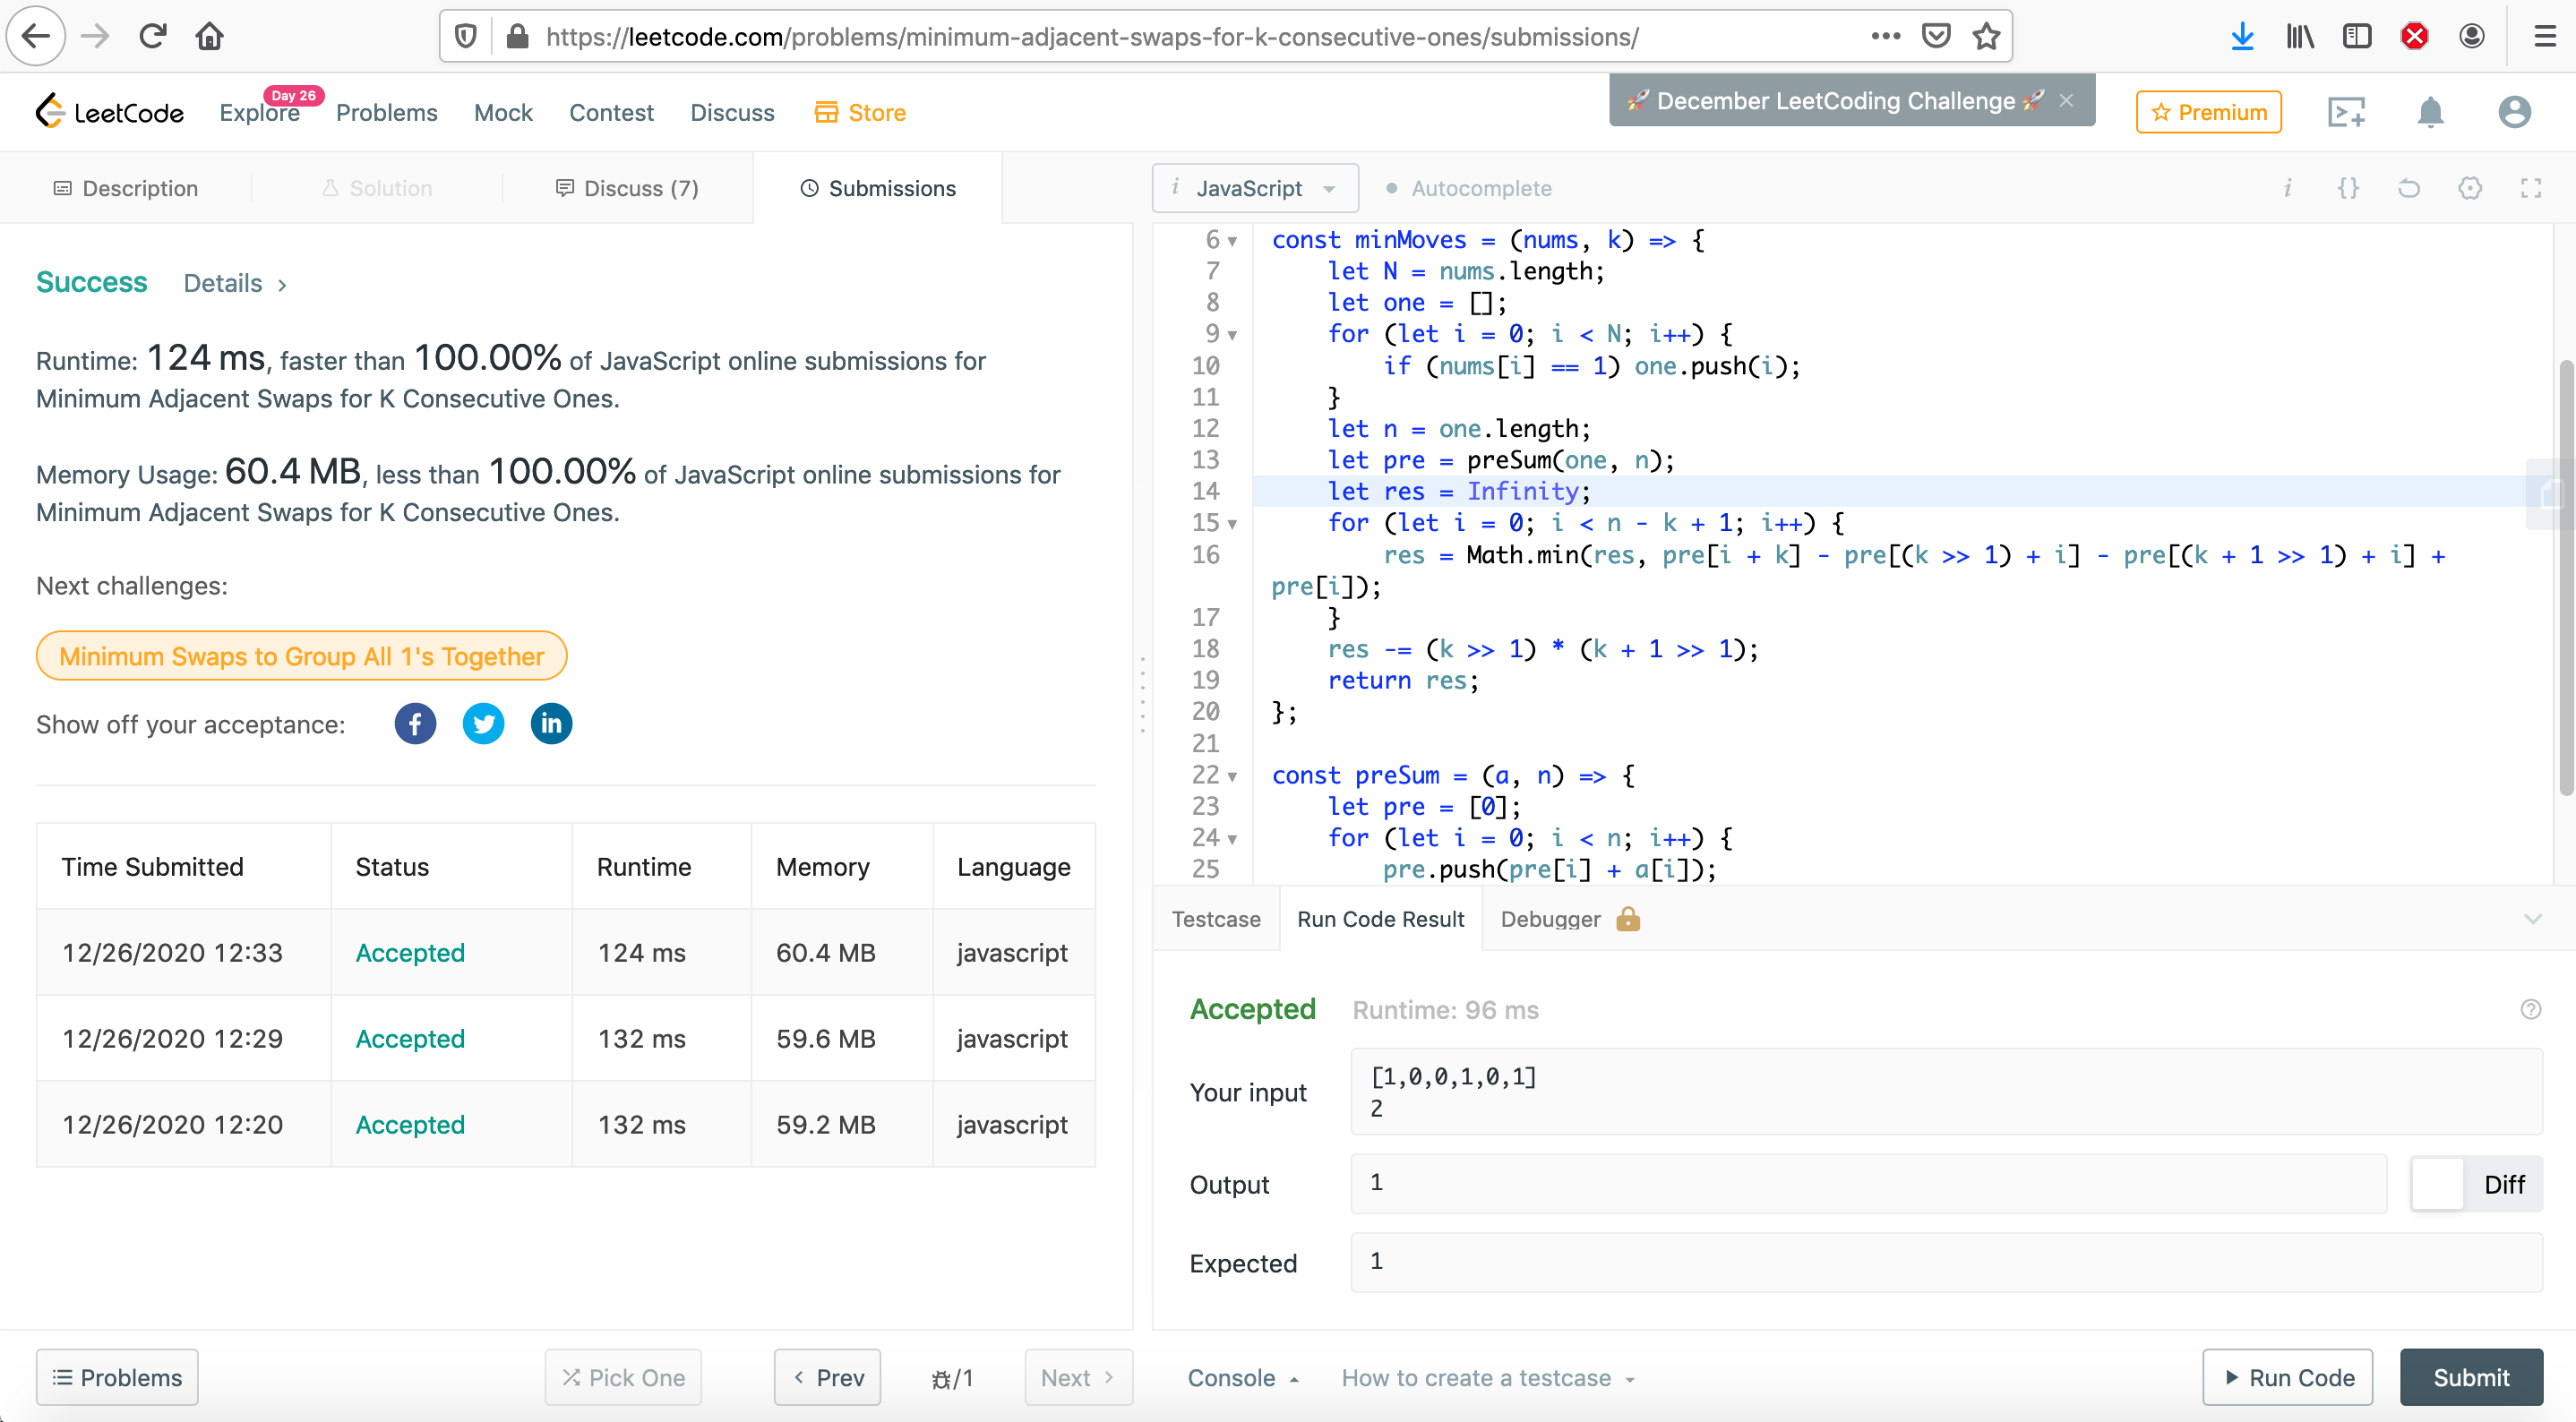 https://leetcode.com/problems/minimum-adjacent-swaps-for-k-consecutive-ones/submissions/
LeetCode
Explore
Day 26
Problems
Mock
Contest
Discuss
Store
🚀 December LeetCoding Challenge 🚀 ×
Premium
Description
Solution
Discuss (7)
Submissions
Success
Details >
Runtime: 124 ms, faster than 100.00% of JavaScript online submissions for
Minimum Adjacent Swaps for K Consecutive Ones.
Memory Usage: 60.4 MB, less than 100.00% of JavaScript online submissions for
Minimum Adjacent Swaps for K Consecutive Ones.
Next challenges:
Minimum Swaps to Group All 1's Together
Show off your acceptance:
Time Submitted Status Runtime Memory Language
12/26/2020 12:33 Accepted 124 ms 60.4 MB javascript
12/26/2020 12:29 Accepted 132 ms 59.6 MB javascript
12/26/2020 12:20 Accepted 132 ms 59.2 MB javascript
Problems
Pick One
< Prev
/1
Next >
i JavaScript
Autocomplete
i {}
6 const minMoves = (nums, k) => {
7     let N = nums.length;
8     let one = [];
9     for (let i = 0; i < N; i++) {
10         if (nums[i] == 1) one.push(i);
11     }
12     let n = one.length;
13     let pre = preSum(one, n);
14     let res = Infinity;
15     for (let i = 0; i < n - k + 1; i++) {
16         res = Math.min(res, pre[i + k] - pre[(k >> 1) + i] - pre[(k + 1 >> 1) + i] +
pre[i]);
17     }
18     res -= (k >> 1) * (k + 1 >> 1);
19     return res;
20 };
21
22 const preSum = (a, n) => {
23     let pre = [0];
24     for (let i = 0; i < n; i++) {
25         pre.push(pre[i] + a[i]);
Testcase
Run Code Result
Debugger
Accepted
Runtime: 96 ms
Your input
[1,0,0,1,0,1]
2
Output
1
Diff
Expected
1
Console
How to create a testcase
Run Code
Submit